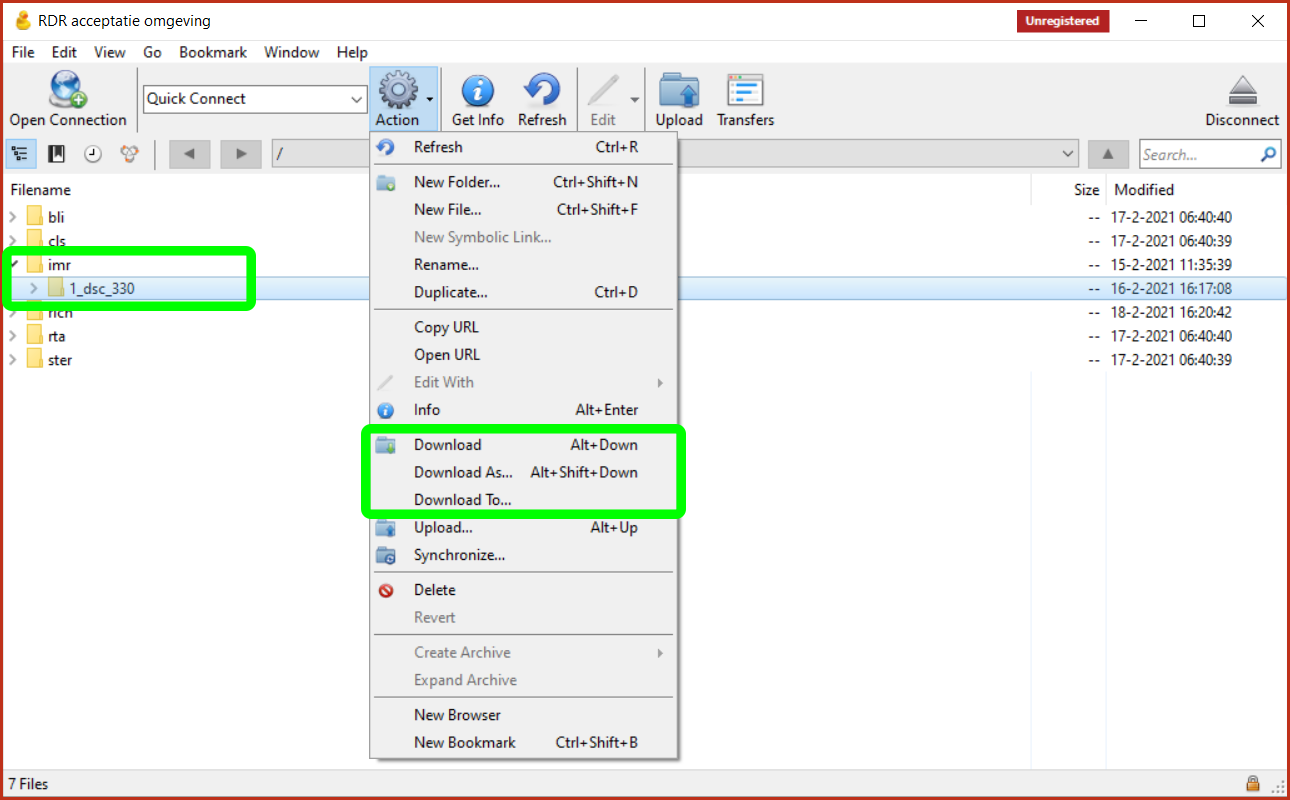 RDR acceptatie omgeving
Unregistered
File Edit View Go Bookmark Window Help
Open Connection
Quick Connect
Action
Get Info
Refresh
Edit
Upload
Transfers
Disconnect
/
Search...
Filename Size Modified
bli -- 17-2-2021 06:40:40
cls -- 17-2-2021 06:40:39
imr -- 15-2-2021 11:35:39
1_dsc_330 -- 16-2-2021 16:17:08
rich -- 18-2-2021 16:20:42
rta -- 17-2-2021 06:40:40
ster -- 17-2-2021 06:40:39
Refresh Ctrl+R
New Folder... Ctrl+Shift+N
New File... Ctrl+Shift+F
New Symbolic Link...
Rename...
Duplicate... Ctrl+D
Copy URL
Open URL
Edit With
Info Alt+Enter
Download Alt+Down
Download As... Alt+Shift+Down
Download To...
Upload... Alt+Up
Synchronize...
Delete
Revert
Create Archive
Expand Archive
New Browser
New Bookmark Ctrl+Shift+B
7 Files